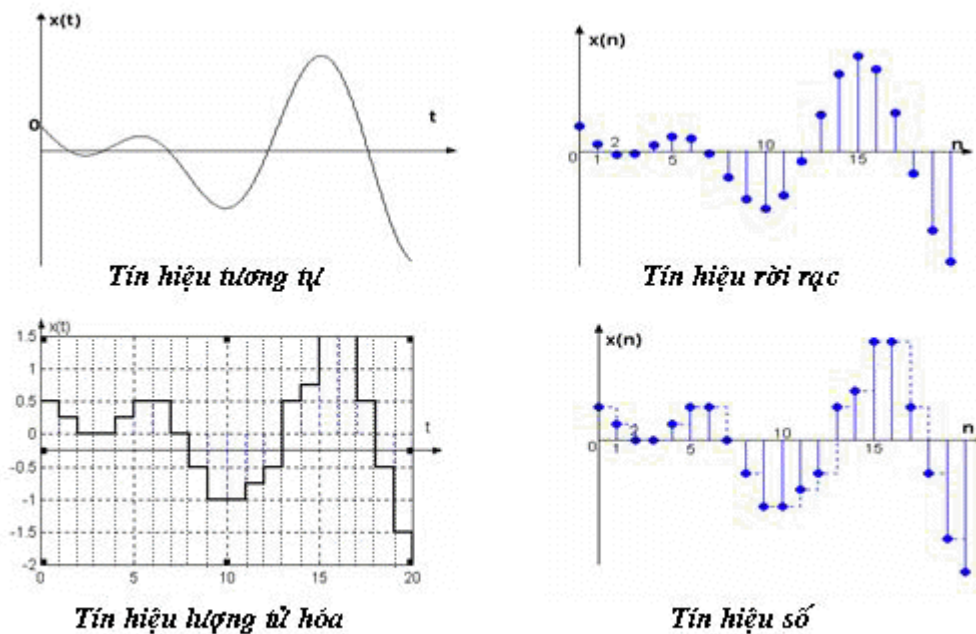 x(t)
0
t
Tín hiệu tương tự
x(n)
0 1 2 5 10 15 n
Tín hiệu rời rạc
x(t)
1.5
1
0.5
0
-0.5
-1
-1.5
-2
t
0 5 10 15 20
Tín hiệu lượng tử hóa
x(n)
0 1 2 5 10 15 n
Tín hiệu số